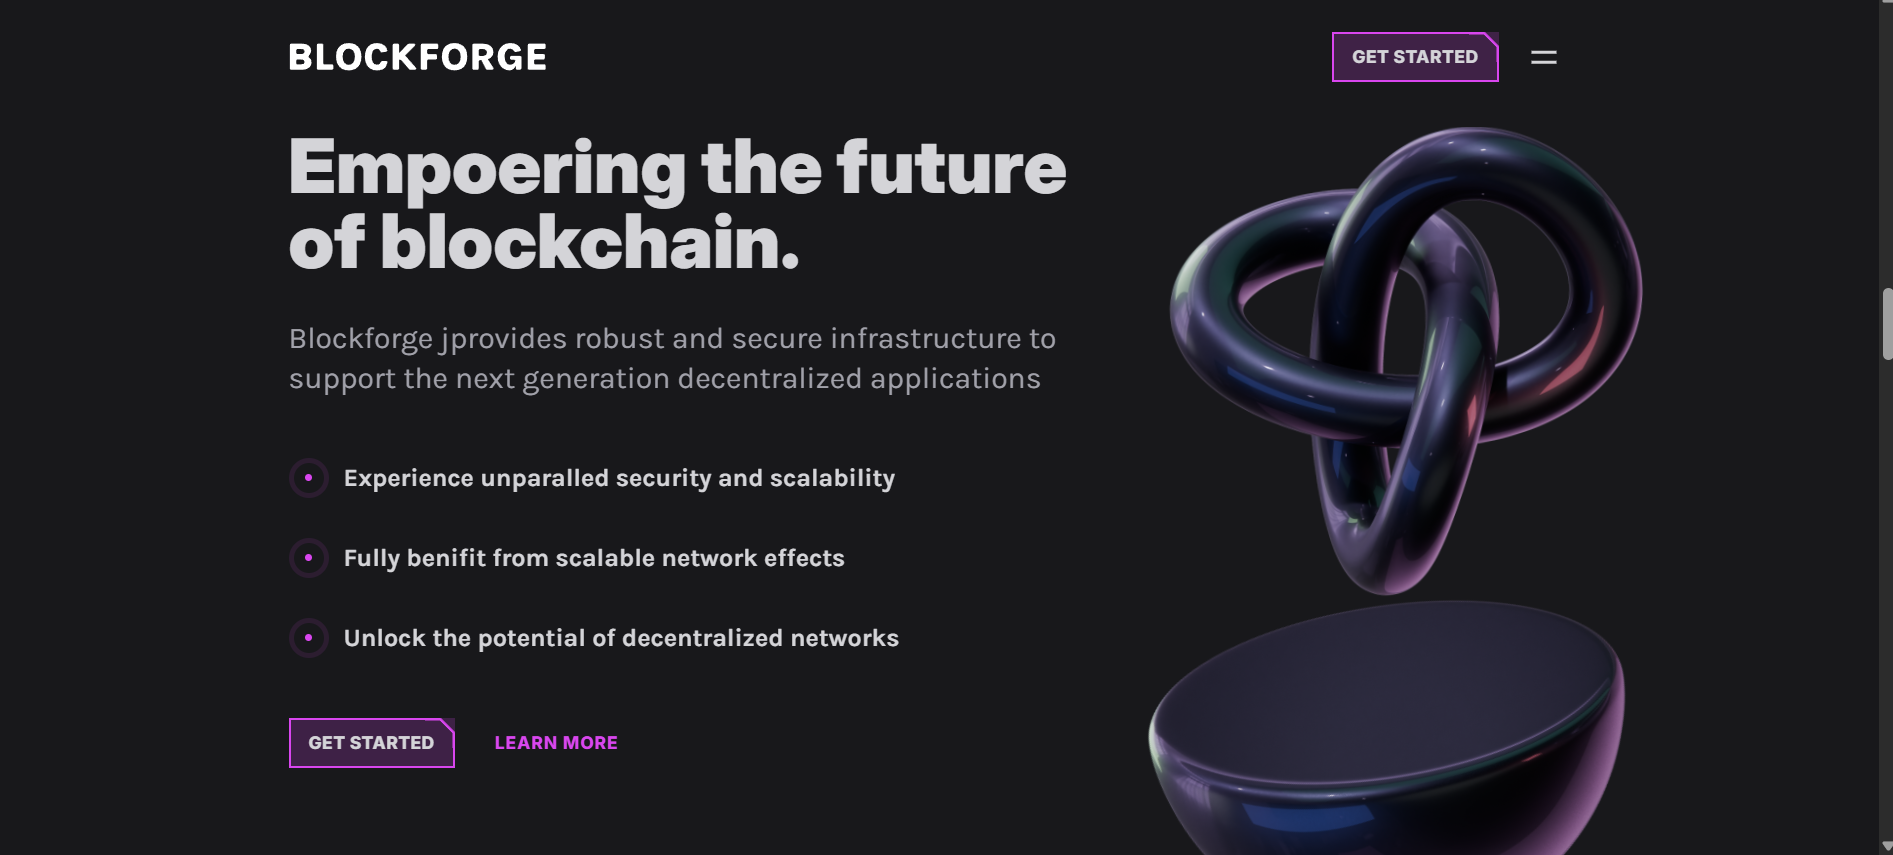 BLOCKFORGE
GET STARTED
Empoering the future
of blockchain.
Blockforge jprovides robust and secure infrastructure to
support the next generation decentralized applications
Experience unparalled security and scalability
Fully benifit from scalable network effects
Unlock the potential of decentralized networks
GET STARTED
LEARN MORE